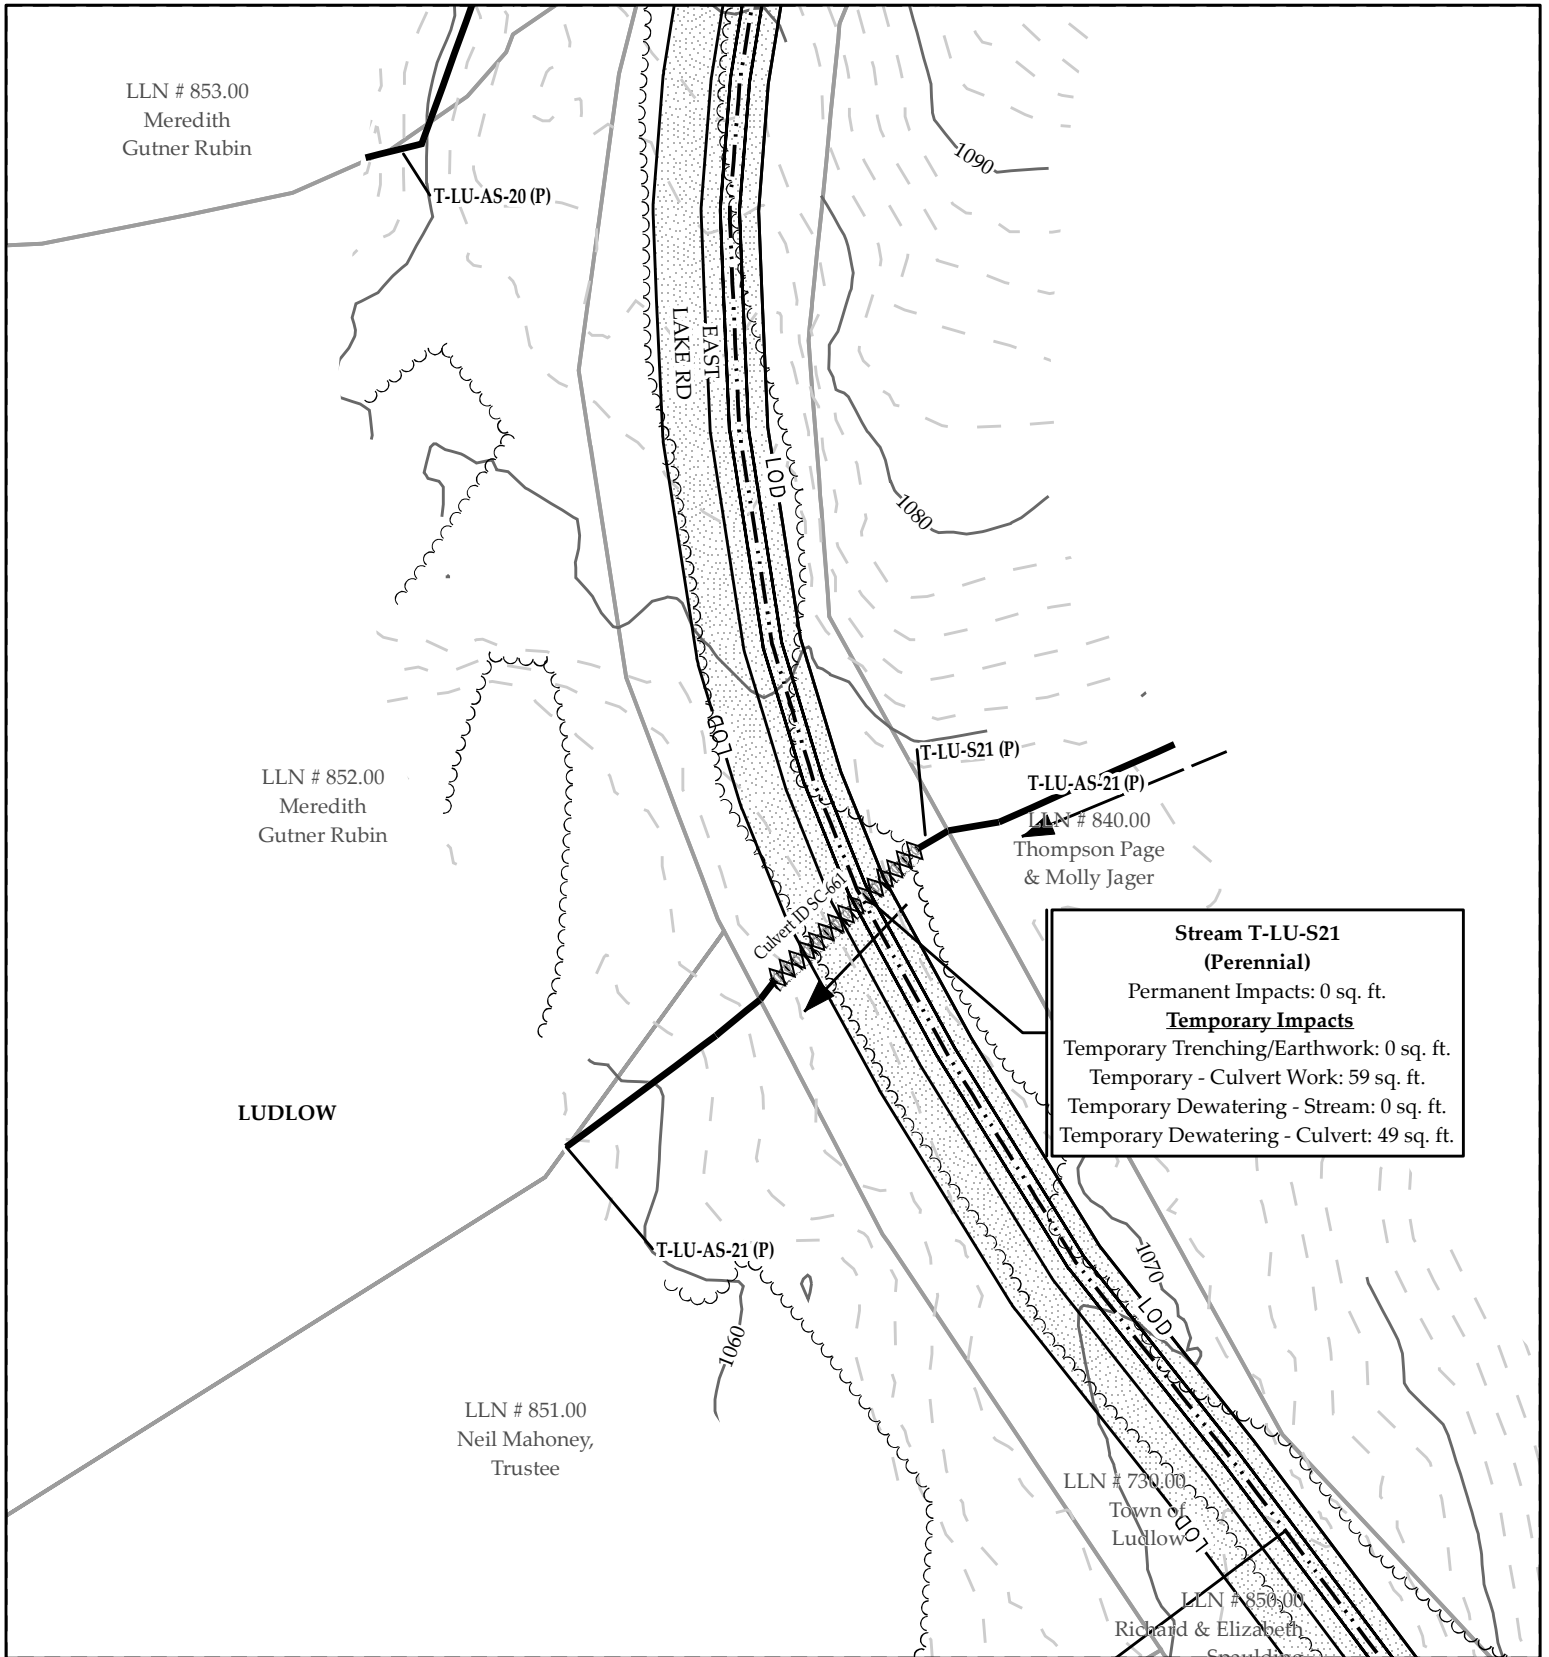 LLN # 853.00
Meredith
Gutner Rubin
T-LU-AS-20 (P)
1090
EAST
LAKE RD
LOD
1080
LOD
T-LU-S21 (P)
T-LU-AS-21 (P)
LLN # 840.00
Thompson Page
& Molly Jager
LLN # 852.00
Meredith
Gutner Rubin
Culvert ID SC-661
Stream T-LU-S21
(Perennial)
Permanent Impacts: 0 sq. ft.
Temporary Impacts
Temporary Trenching/Earthwork: 0 sq. ft.
Temporary - Culvert Work: 59 sq. ft.
Temporary Dewatering - Stream: 0 sq. ft.
Temporary Dewatering - Culvert: 49 sq. ft.
LUDLOW
T-LU-AS-21 (P)
1070
LOD
1060
LLN # 851.00
Neil Mahoney,
Trustee
LLN # 730.00
Town of
Ludlow
LOD
LLN # 850.00
Richard & Elizabeth
Spaulding